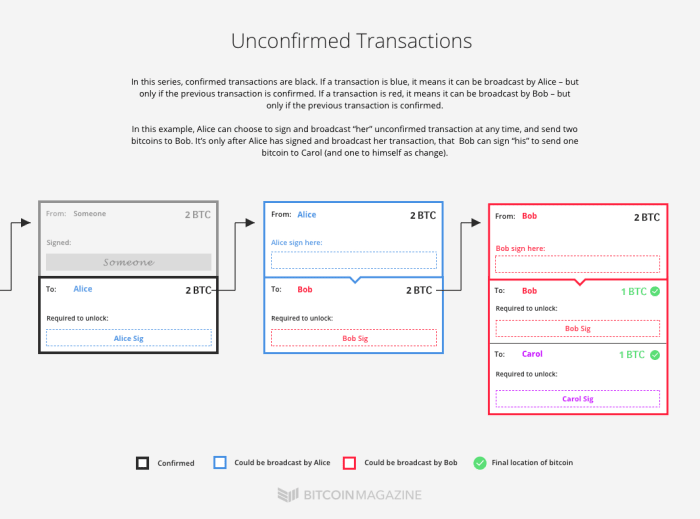 Unconfirmed Transactions
In this series, confirmed transactions are black. If a transaction is blue, it means it can be broadcast by Alice – but
only if the previous transaction is confirmed. If a transaction is red, it means it can be broadcast by Bob – but
only if the previous transaction is confirmed.
In this example, Alice can choose to sign and broadcast “her” unconfirmed transaction at any time, and send two
bitcoins to Bob. It’s only after Alice has signed and broadcast her transaction, that Bob can sign “his” to send one
bitcoin to Carol (and one to himself as change).
From: Someone 2 BTC
Signed:
Someone
To: Alice 2 BTC
Required to unlock:
Alice Sig
From: Alice 2 BTC
Alice sign here:
To: Bob 2 BTC
Required to unlock:
Bob Sig
From: Bob 2 BTC
Bob sign here:
To: Bob 1 BTC
Required to unlock:
Bob Sig
To: Carol 1 BTC
Required to unlock:
Carol Sig
Confirmed
Could be broadcast by Alice
Could be broadcast by Bob
Final location of bitcoin
BITCOINMAGAZINE